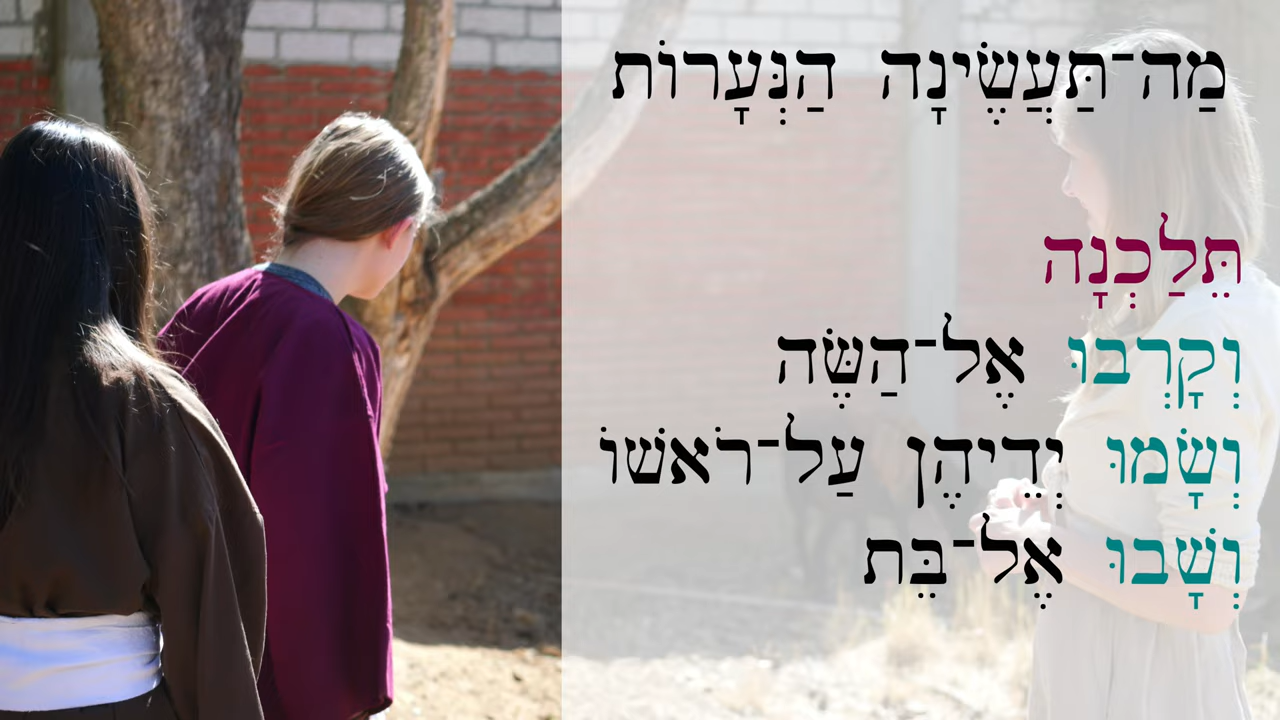 מַה־תַּעֲשֶׂינָה הַנְּעָרוֹת
תֵּלַכְנָה
וְקָרְבוּ אֶל־הַשֶּׂה
וְשָׂמוּ יְדֵיהֶן עַל־רֹאשׁוֹ
וְשָׁבוּ אֶל־בֶּת